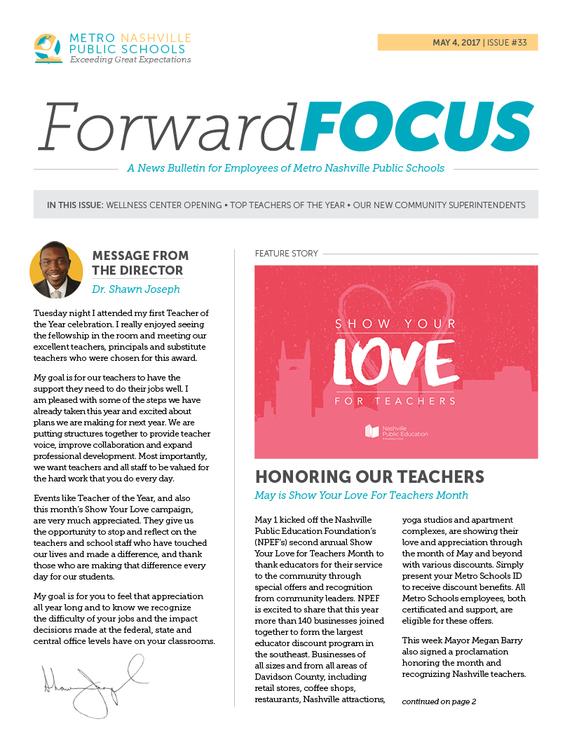 METRO NASHVILLE
PUBLIC SCHOOLS
Exceeding Great Expectations
MAY 4, 2017 | ISSUE #33
ForwardFOCUS
A News Bulletin for Employees of Metro Nashville Public Schools
IN THIS ISSUE: WELLNESS CENTER OPENING • TOP TEACHERS OF THE YEAR • OUR NEW COMMUNITY SUPERINTENDENTS
MESSAGE FROM
THE DIRECTOR
Dr. Shawn Joseph
Tuesday night I attended my first Teacher of
the Year celebration. I really enjoyed seeing
the fellowship in the room and meeting our
excellent teachers, principals and substitute
teachers who were chosen for this award.
My goal is for our teachers to have the
support they need to do their jobs well. I
am pleased with some of the steps we have
already taken this year and excited about
plans we are making for next year. We are
putting structures together to provide teacher
voice, improve collaboration and expand
professional development. Most importantly,
we want teachers and all staff to be valued for
the hard work that you do every day.
Events like Teacher of the Year, and also
this month's Show Your Love campaign,
are very much appreciated. They give us
the opportunity to stop and reflect on the
teachers and school staff who have touched
our lives and made a difference, and thank
those who are making that difference every
day for our students.
My goal is for you to feel that appreciation
all year long and to know we recognize
the difficulty of your jobs and the impact
decisions made at the federal, state and
central office levels have on your classrooms.
FEATURE STORY
SHOW YOUR
LOVE
FOR TEACHERS
Nashville
Public Education
HONORING OUR TEACHERS
May is Show Your Love For Teachers Month
May 1 kicked off the Nashville
Public Education Foundation's
(NPEF's) second annual Show
Your Love for Teachers Month to
thank educators for their service
to the community through
special offers and recognition
from community leaders. NPEF
is excited to share that this year
more than 140 businesses joined
together to form the largest
educator discount program in
the southeast. Businesses of
all sizes and from all areas of
Davidson County, including
retail stores, coffee shops,
restaurants, Nashville attractions,
yoga studios and apartment
complexes, are showing their
love and appreciation through
the month of May and beyond
with various discounts. Simply
present your Metro Schools ID
to receive discount benefits. All
Metro Schools employees, both
certificated and support, are
eligible for these offers.
This week Mayor Megan Barry
also signed a proclamation
honoring the month and
recognizing Nashville teachers.
continued on page 2